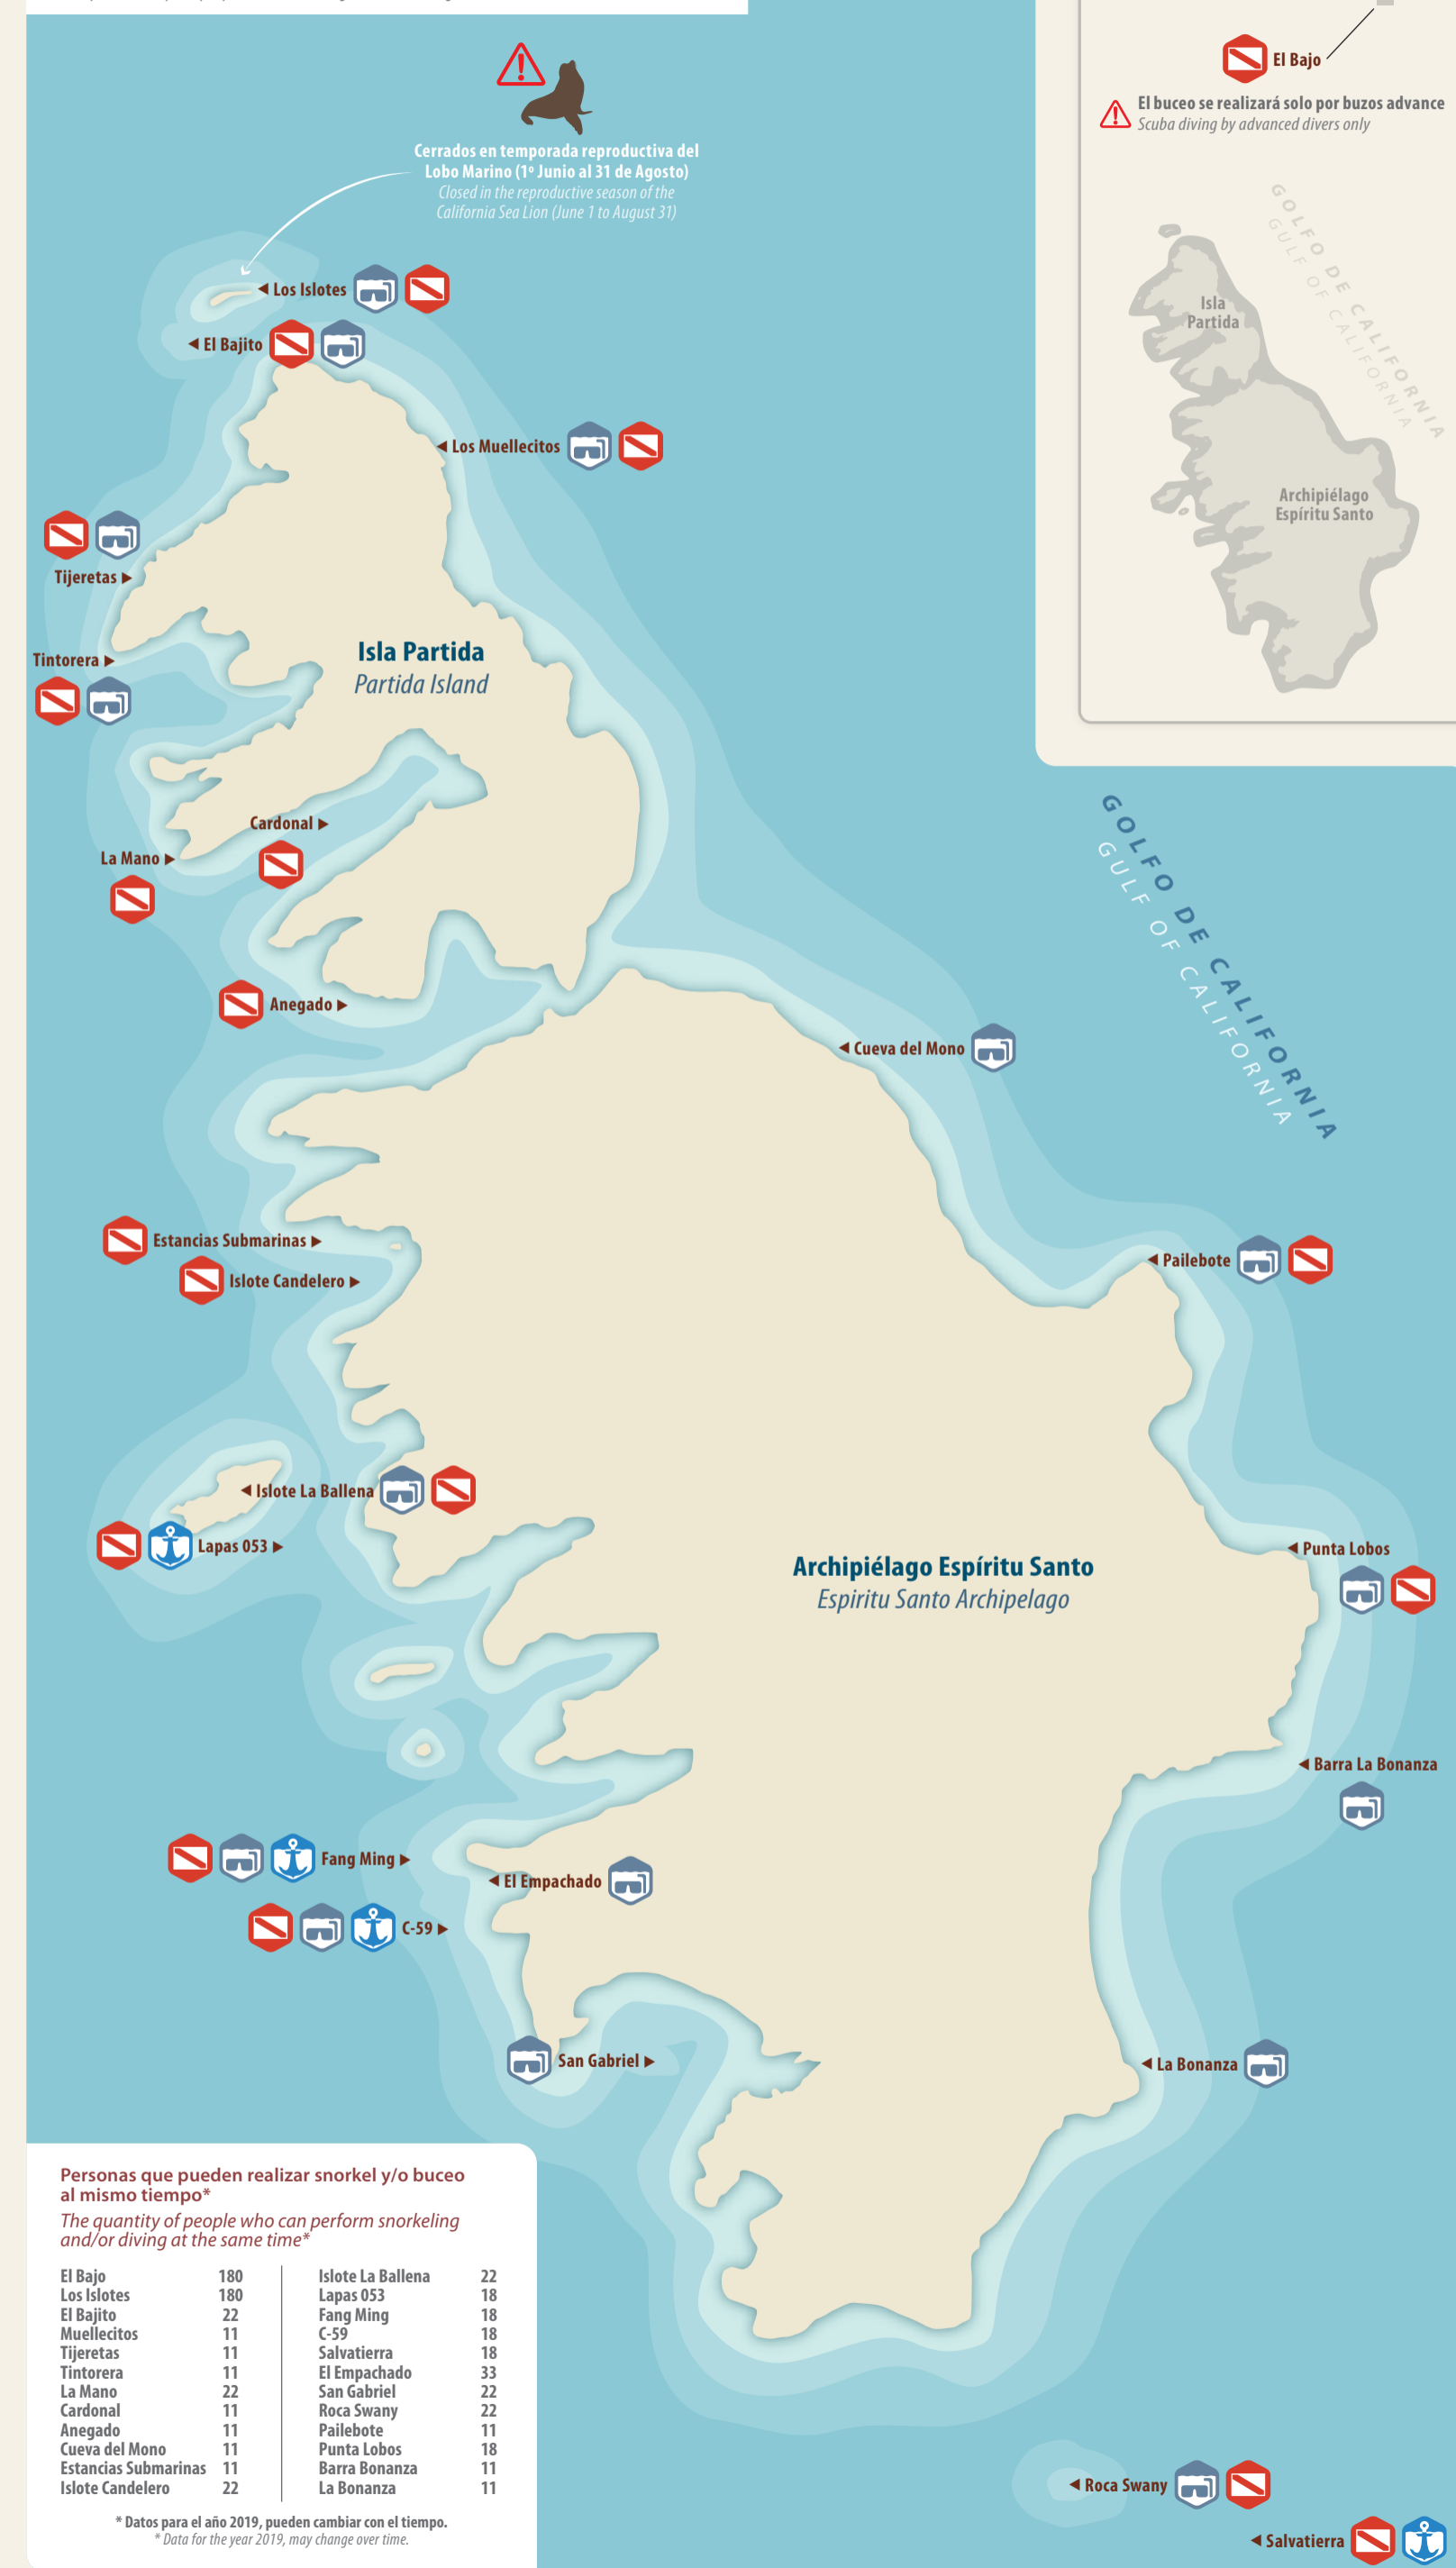 El Bajo
El buceo se realizará solo por buzos advance
Scuba diving by advanced divers only
Cerrados en temporada reproductiva del
Lobo Marino (1º Junio al 31 de Agosto)
Closed in the reproductive season of the
California Sea Lion (June 1 to August 31)
GOLFO DE CALIFORNIA
GULF OF CALIFORNIA
Isla
Partida
Archipiélago
Espíritu Santo
Los Islotes
El Bajito
Los Muellecitos
Tijeretas
Tintorera
Isla Partida
Partida Island
Cardonal
La Mano
GOLFO DE CALIFORNIA
GULF OF CALIFORNIA
Anegado
Cueva del Mono
Estancias Submarinas
Pailebote
Islote Candelero
Islote La Ballena
Lapas 053
Punta Lobos
Archipiélago Espíritu Santo
Espiritu Santo Archipelago
Barra La Bonanza
Fang Ming
El Empachado
C-59
San Gabriel
La Bonanza
Personas que pueden realizar snorkel y/o buceo
al mismo tiempo*
The quantity of people who can perform snorkeling
and/or diving at the same time*
El Bajo 180
Los Islotes 180
El Bajito 22
Muellecitos 11
Tijeretas 11
Tintorera 11
La Mano 22
Cardonal 11
Anegado 11
Cueva del Mono 11
Estancias Submarinas 11
Islote Candelero 22
Islote La Ballena 22
Lapas 053 18
Fang Ming 18
C-59 18
Salvatierra 18
El Empachado 33
San Gabriel 22
Roca Swany 22
Pailebote 11
Punta Lobos 18
Barra Bonanza 11
La Bonanza 11
* Datos para el año 2019, pueden cambiar con el tiempo.
* Data for the year 2019, may change over time.
Roca Swany
Salvatierra